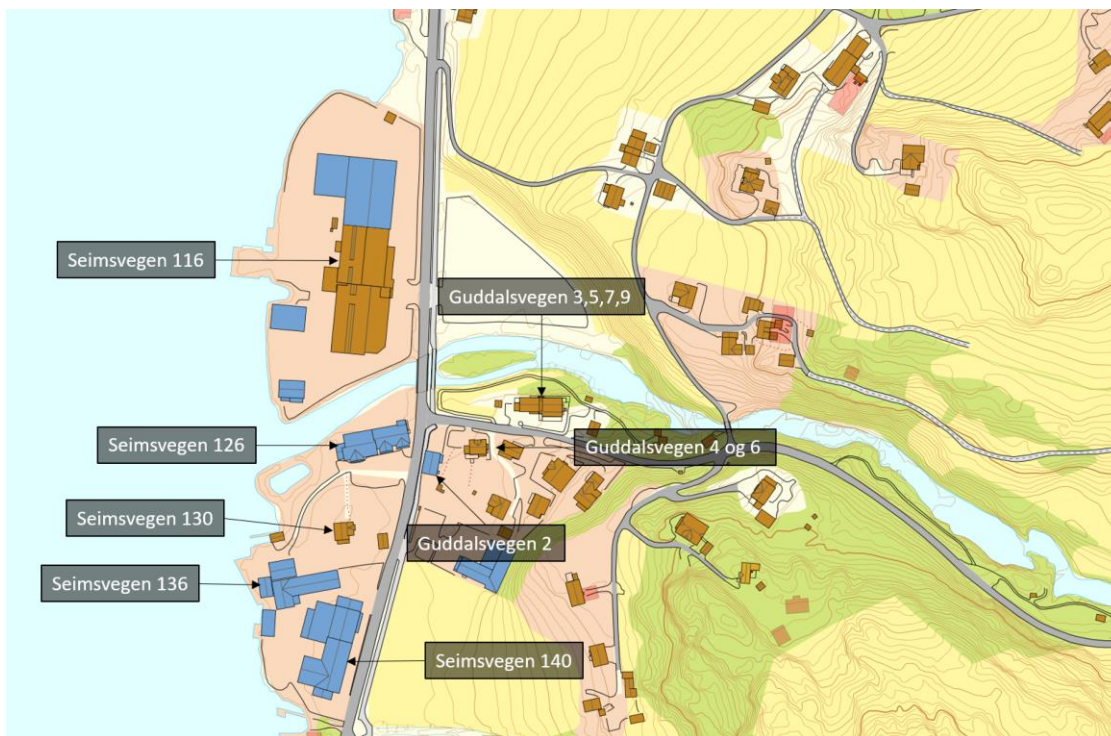 Seimsvegen 116
Guddalsvegen 3,5,7,9
Seimsvegen 126
Guddalsvegen 4 og 6
Seimsvegen 130
Guddalsvegen 2
Seimsvegen 136
Seimsvegen 140